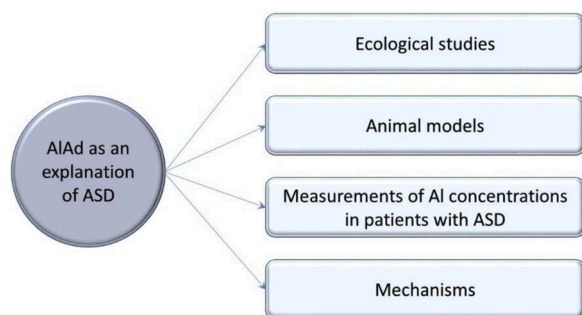 AlAd as an
explanation
of ASD
Ecological studies
Animal models
Measurements of Al concentrations
in patients with ASD
Mechanisms